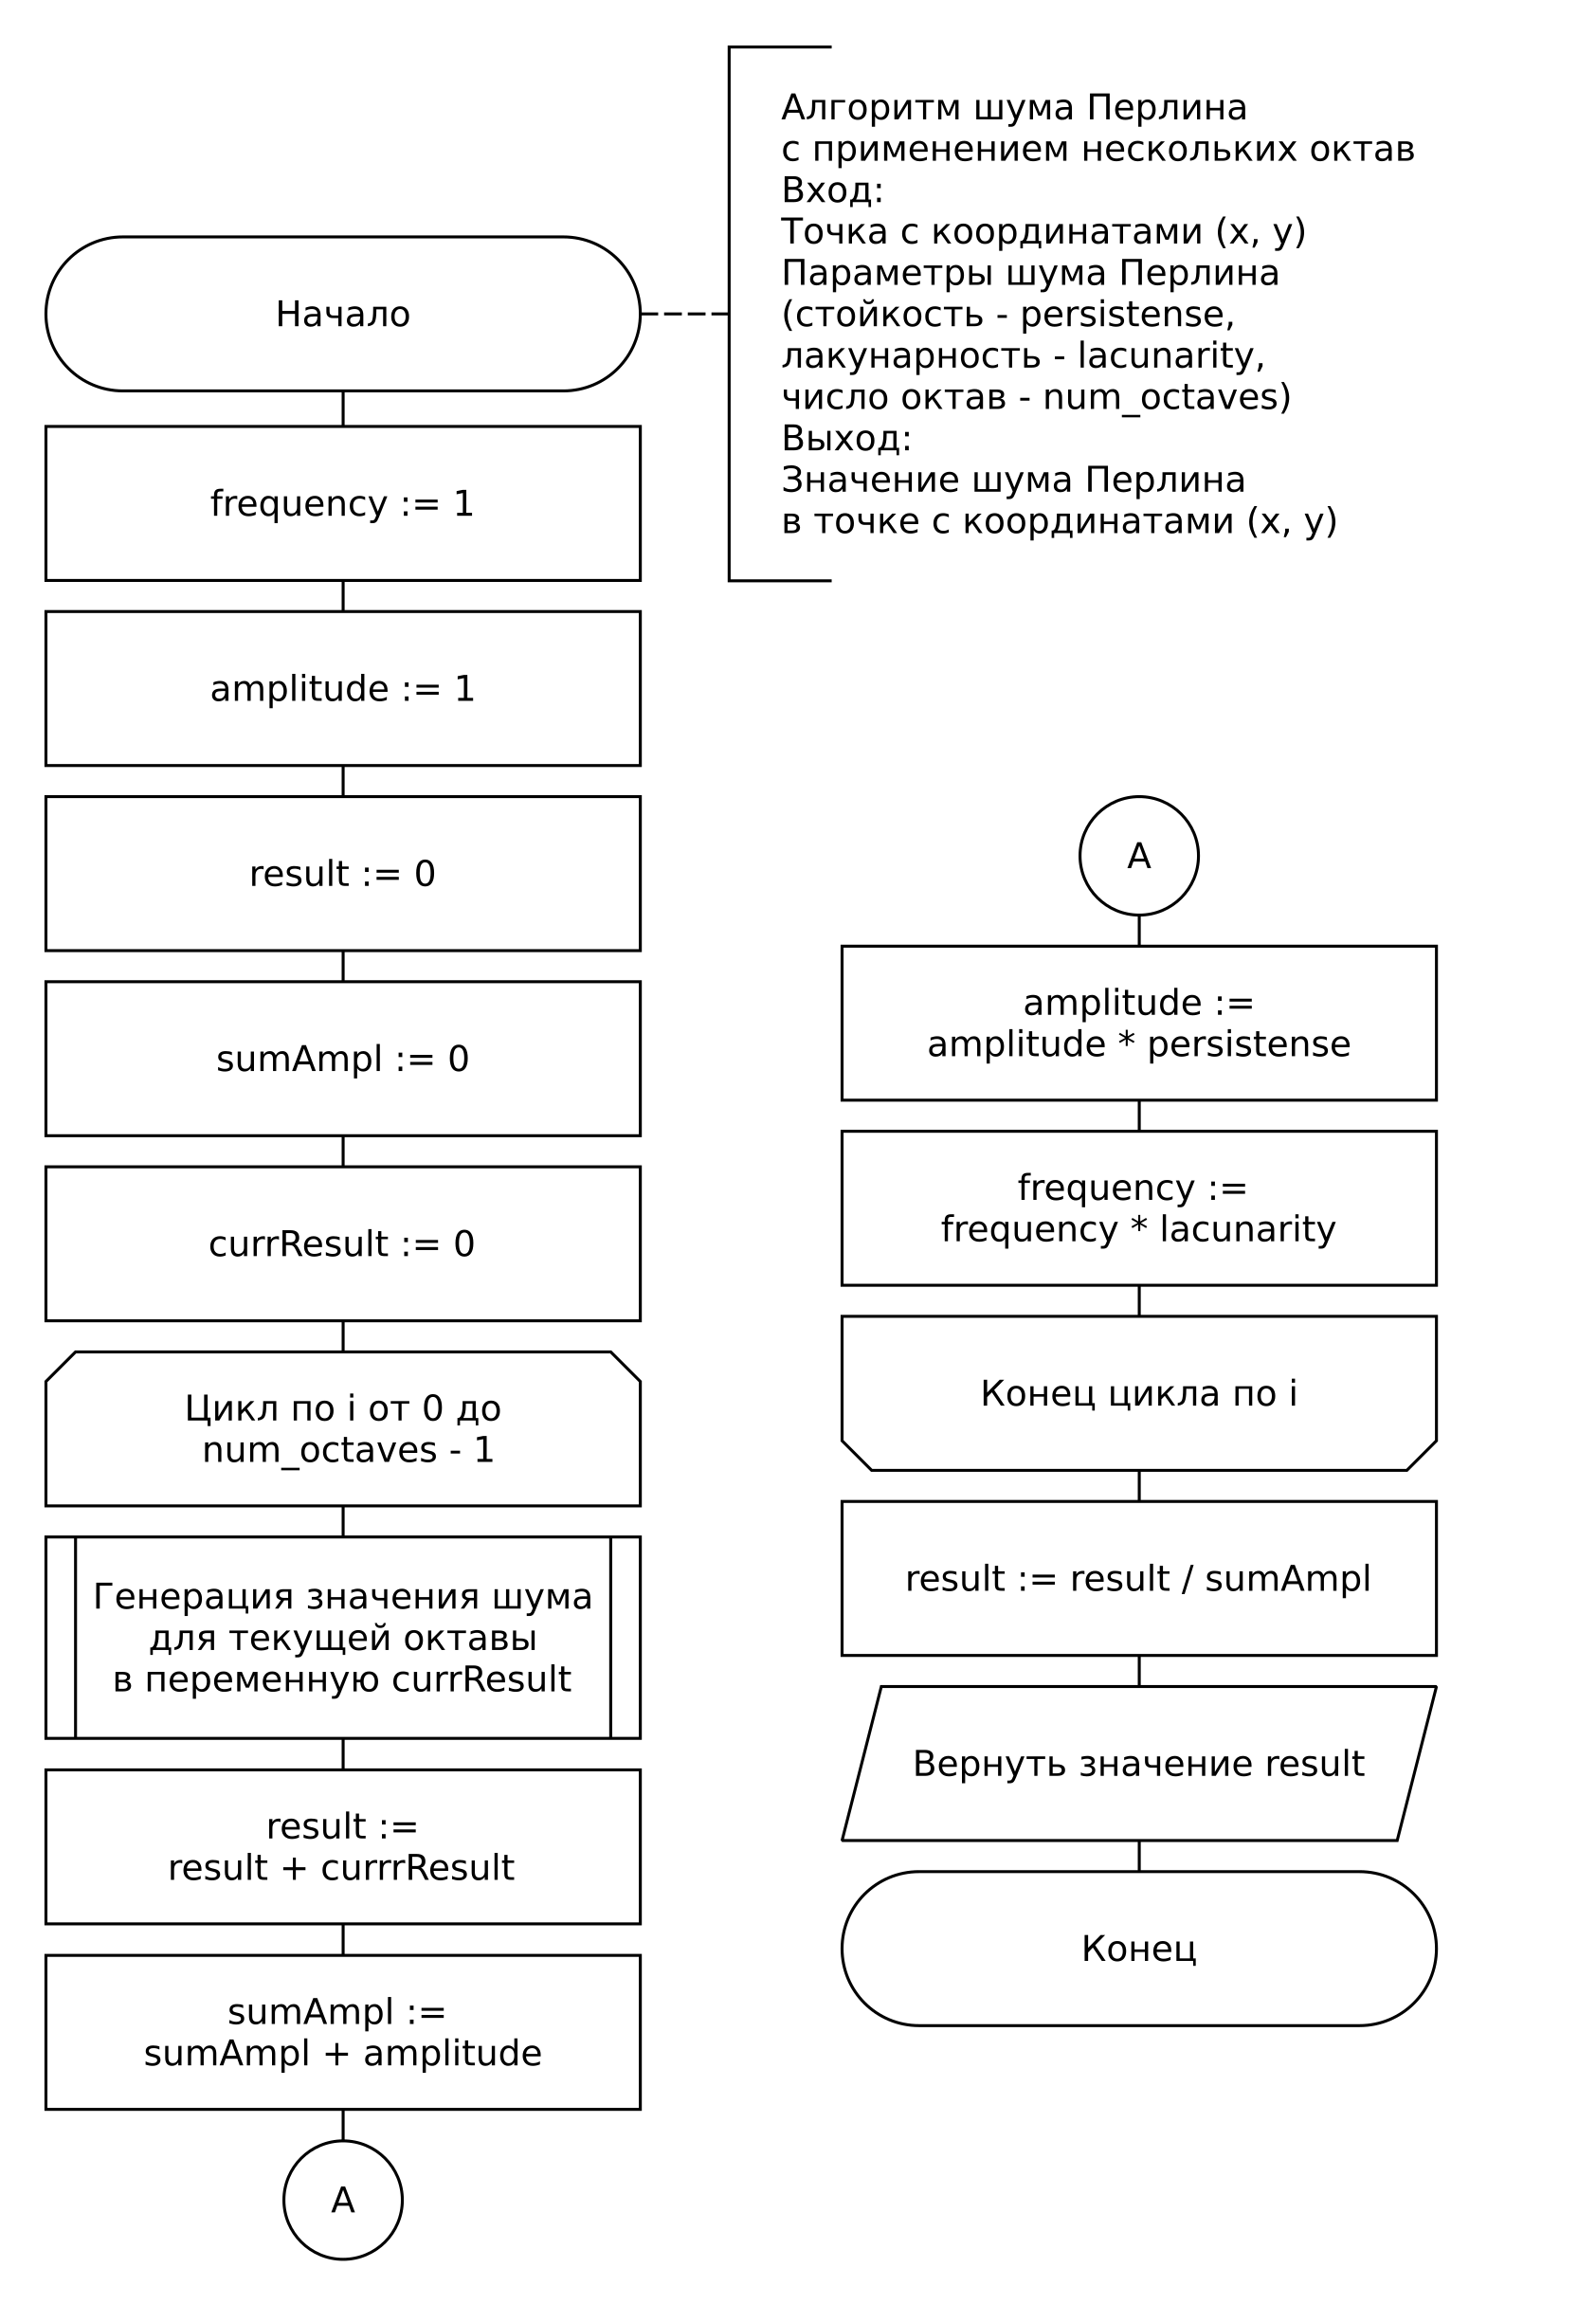 Алгоритм шума Перлина
с применением нескольких октав
Вход:
Точка с координатами (x, y)
Параметры шума Перлина
(стойкость - persistense,
лакунарность - lacunarity,
число октав - num_octaves)
Выход:
Значение шума Перлина
в точке с координатами (x, y)
Начало
frequency := 1
amplitude := 1
result := 0
sumAmpl := 0
currResult := 0
Цикл по i от 0 до
num_octaves - 1
Генерация значения шума
для текущей октавы
в переменную currResult
result :=
result + currrResult
sumAmpl :=
sumAmpl + amplitude
A
A
amplitude :=
amplitude * persistense
frequency :=
frequency * lacunarity
Конец цикла по i
result := result / sumAmpl
Вернуть значение result
Конец